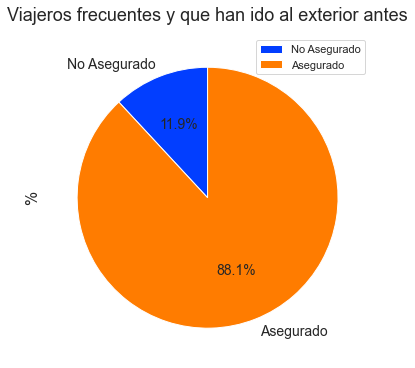 Viajeros frecuentes y que han ido al exterior antes
No Asegurado
Asegurado
No Asegurado
11.9%
%
88.1%
Asegurado